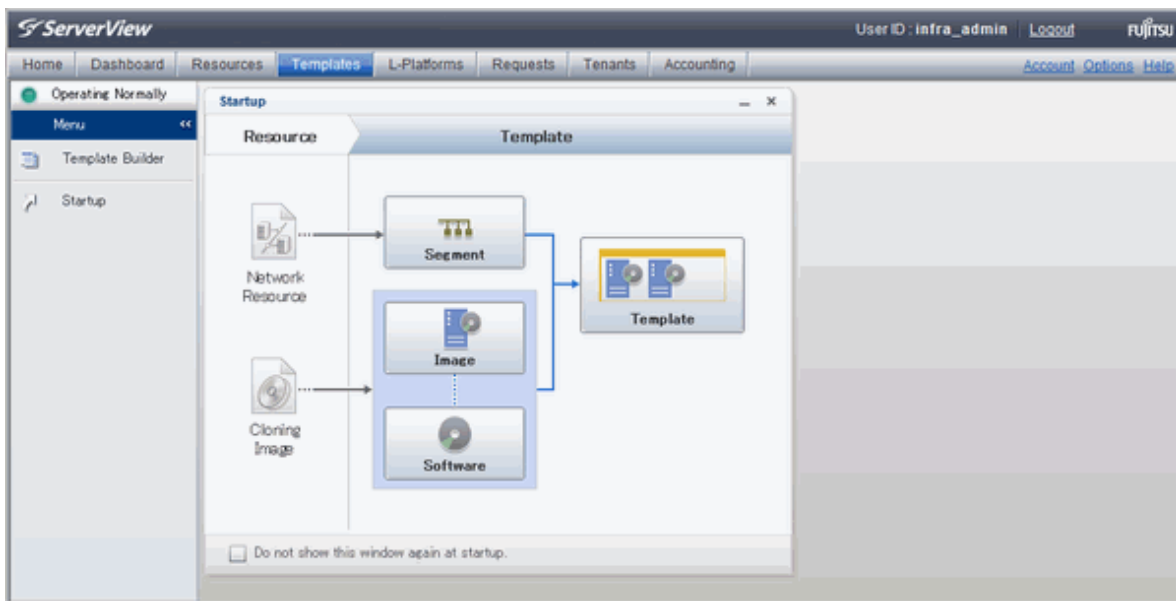 ServerView
User ID : infra_admin Logout FUJITSU
Home Dashboard Resources Templates L-Platforms Requests Tenants Accounting
Account Options Help
Operating Normally
Menu <<
Template Builder
Startup
Startup
Resource Template
Segment
Network
Resource
Template
Image
Cloning
Image
Software
Do not show this window again at startup.